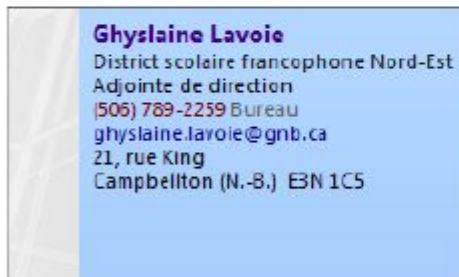 Ghyslaine Lavoie
District scolaire francophone Nord-Est
Adjointe de direction
(506) 789-2259 Bureau
ghyslaine.lavoie@gnb.ca
21, rue King
Campbellton (N.-B.) E3N 1C5